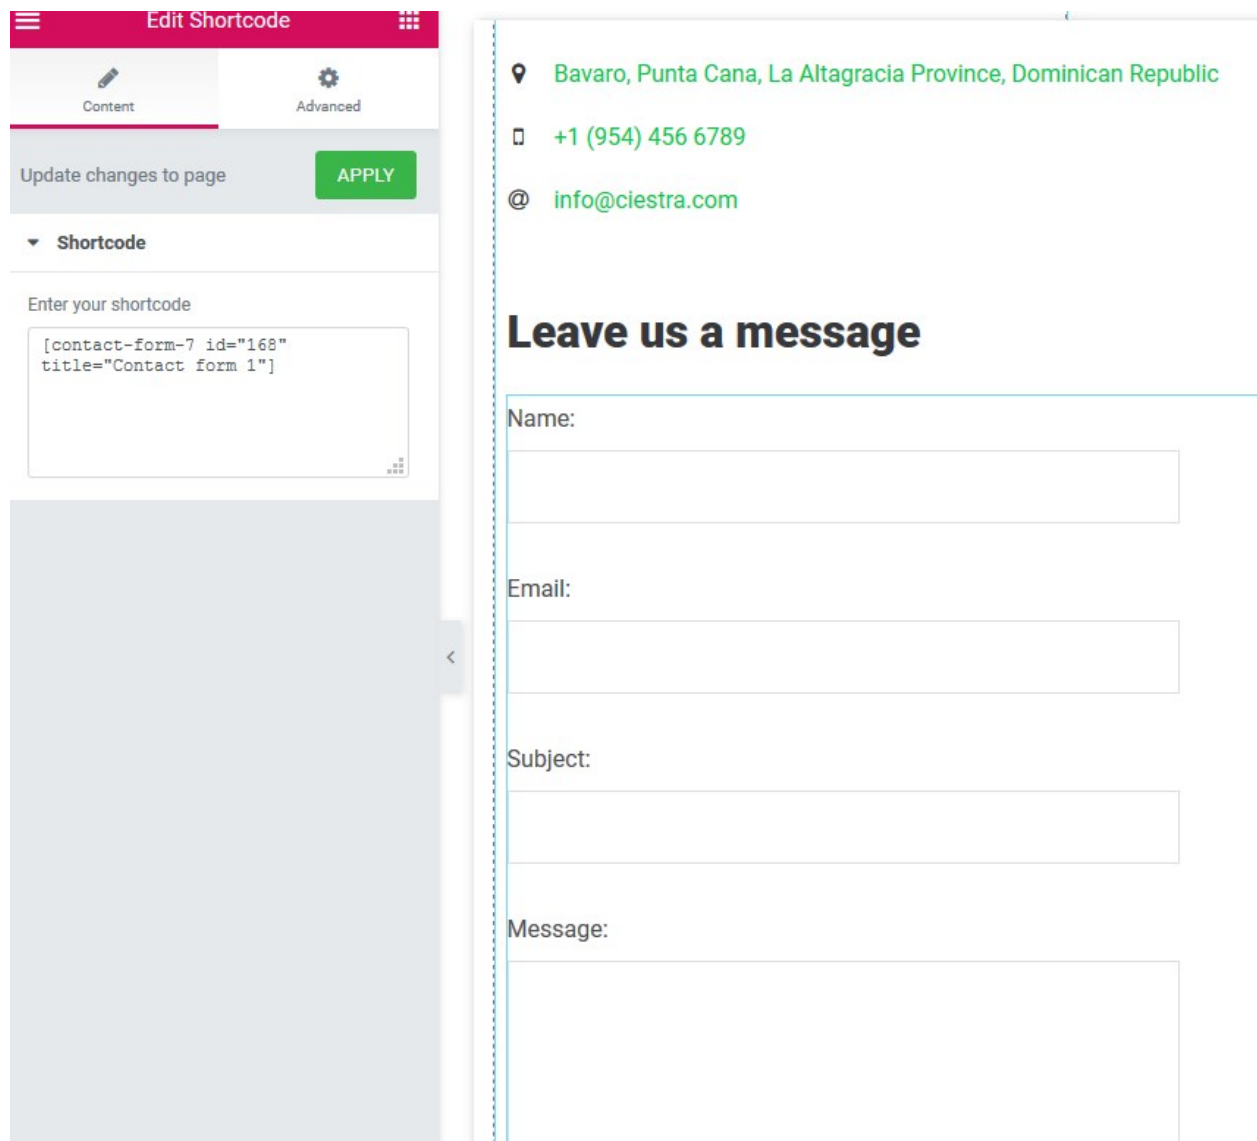 Edit Shortcode
Content
Advanced
Update changes to page
APPLY
Shortcode
Enter your shortcode
[contact-form-7 id="168"
title="Contact form 1"]
Bavaro, Punta Cana, La Altagracia Province, Dominican Republic
+1 (954) 456 6789
info@ciestra.com
Leave us a message
Name:
Email:
Subject:
Message: